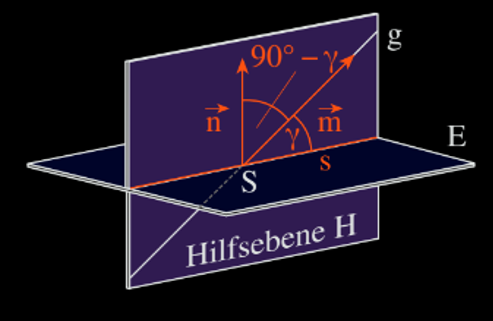 g
90° − γ
n⃗
γ
m⃗
E
s
S
Hilfsebene H